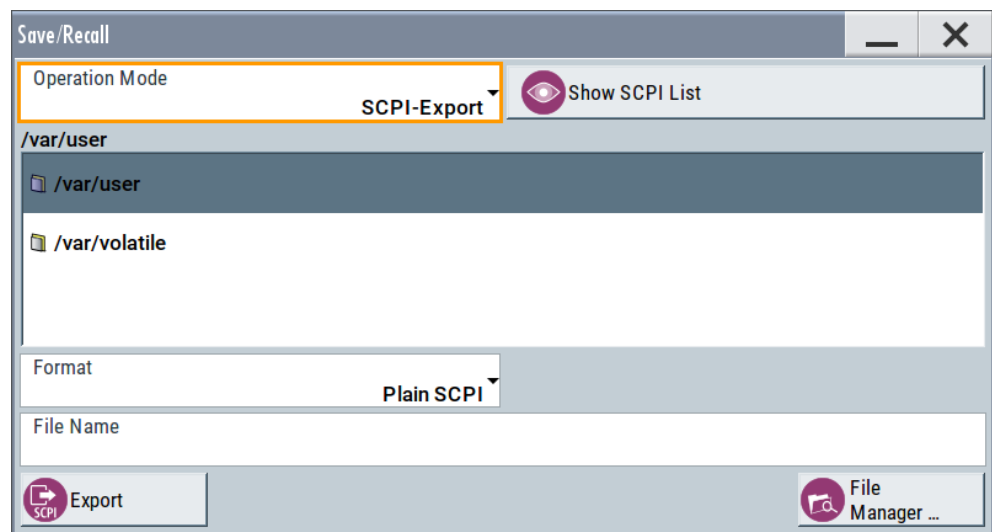 Save/Recall
Operation Mode
SCPI-Export
Show SCPI List
/var/user
/var/user
/var/volatile
Format
Plain SCPI
File Name
SCPI
Export
File
Manager ...